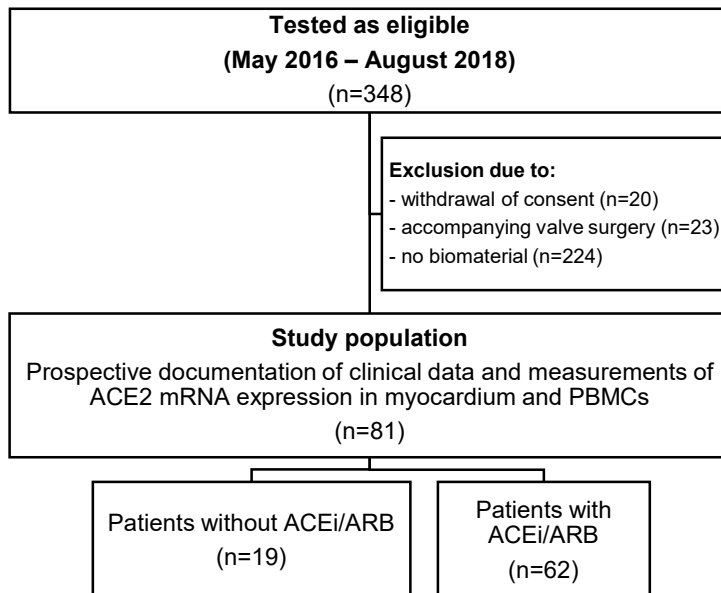 Tested as eligible
(May 2016 – August 2018)
(n=348)
Exclusion due to:
- withdrawal of consent (n=20)
- accompanying valve surgery (n=23)
- no biomaterial (n=224)
Study population
Prospective documentation of clinical data and measurements of
ACE2 mRNA expression in myocardium and PBMCs
(n=81)
Patients without ACEi/ARB
(n=19)
Patients with
ACEi/ARB
(n=62)